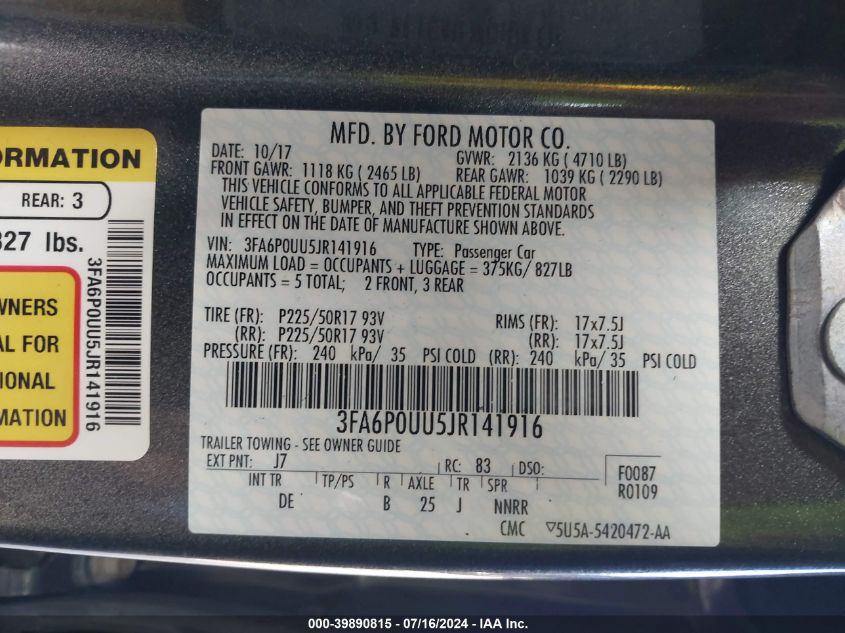 MFD. BY FORD MOTOR CO.
DATE: 10/17 GVWR: 2136 KG ( 4710 LB)
FRONT GAWR: 1118 KG ( 2465 LB) REAR GAWR: 1039 KG ( 2290 LB)
THIS VEHICLE CONFORMS TO ALL APPLICABLE FEDERAL MOTOR
VEHICLE SAFETY, BUMPER, AND THEFT PREVENTION STANDARDS
IN EFFECT ON THE DATE OF MANUFACTURE SHOWN ABOVE.
VIN: 3FA6P0UU5JR141916 TYPE: Passenger Car
MAXIMUM LOAD = OCCUPANTS + LUGGAGE = 375KG/ 827LB
OCCUPANTS = 5 TOTAL; 2 FRONT, 3 REAR
TIRE (FR): P225/50R17 93V RIMS (FR): 17x7.5J
(RR): P225/50R17 93V (RR): 17x7.5J
PRESSURE (FR): 240 kPa/ 35 PSI COLD (RR): 240 kPa/ 35 PSI COLD
3FA6P0UU5JR141916
TRAILER TOWING - SEE OWNER GUIDE
EXT PNT: J7 RC: 83 DSO:
INT TR TP/PS R AXLE TR SPR
DE B 25 J NNRR
F0087
R0109
CMC ▽5U5A-5420472-AA
ORMATION
REAR: 3
827 lbs.
3FA6P0UU5JR141916
WNERS
AL FOR
IONAL
MATION
000-39890815 - 07/16/2024 - IAA Inc.